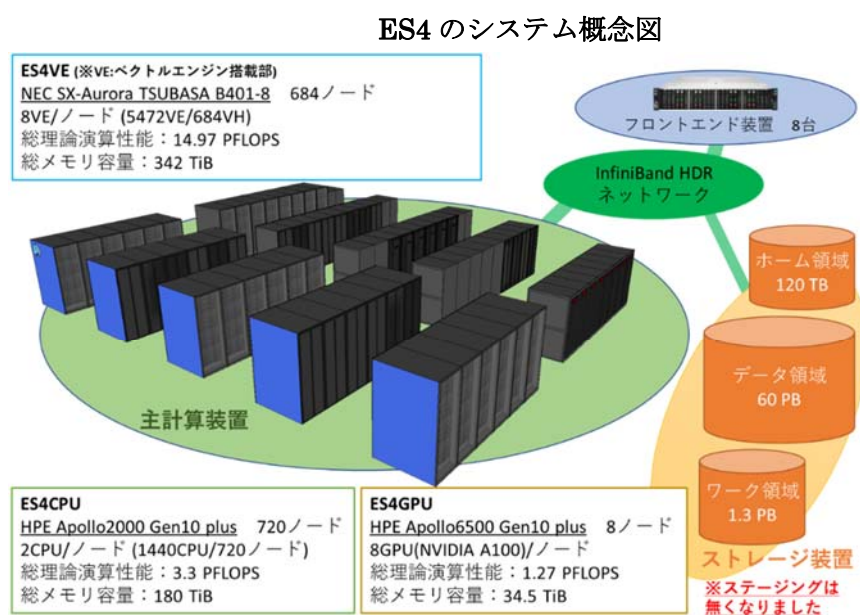 ES4 のシステム概念図
ES4VE (※VE:ベクトルエンジン搭載部)
NEC SX-Aurora TSUBASA B401-8　684ノード
8VE/ノード (5472VE/684VH)
総理論演算性能：14.97 PFLOPS
総メモリ容量：342 TiB
フロントエンド装置　8台
InfiniBand HDR
ネットワーク
ホーム領域
120 TB
データ領域
60 PB
ワーク領域
1.3 PB
ストレージ装置
※ステージングは
無くなりました
主計算装置
ES4CPU
HPE Apollo2000 Gen10 plus　720ノード
2CPU/ノード (1440CPU/720ノード)
総理論演算性能：3.3 PFLOPS
総メモリ容量：180 TiB
ES4GPU
HPE Apollo6500 Gen10 plus　8ノード
8GPU(NVIDIA A100)/ノード
総理論演算性能：1.27 PFLOPS
総メモリ容量：34.5 TiB